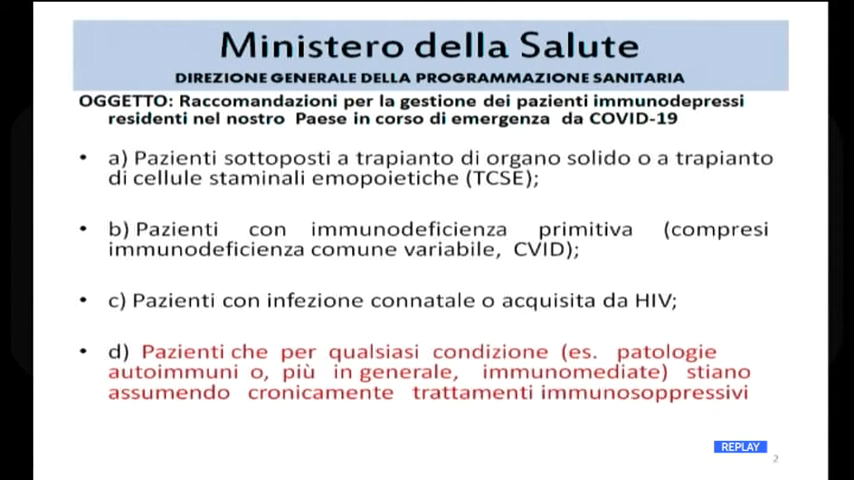 Ministero della Salute
DIREZIONE GENERALE DELLA PROGRAMMAZIONE SANITARIA
OGGETTO: Raccomandazioni per la gestione dei pazienti immunodepressi
residenti nel nostro Paese in corso di emergenza da COVID-19
• a) Pazienti sottoposti a trapianto di organo solido o a trapianto
di cellule staminali emopoietiche (TCSE);
• b) Pazienti con immunodeficienza primitiva (compresi
immunodeficienza comune variabile, CVID);
• c) Pazienti con infezione connatale o acquisita da HIV;
• d) Pazienti che per qualsiasi condizione (es. patologie
autoimmuni o, più in generale, immunomediate) stiano
assumendo cronicamente trattamenti immunosoppressivi
REPLAY
2